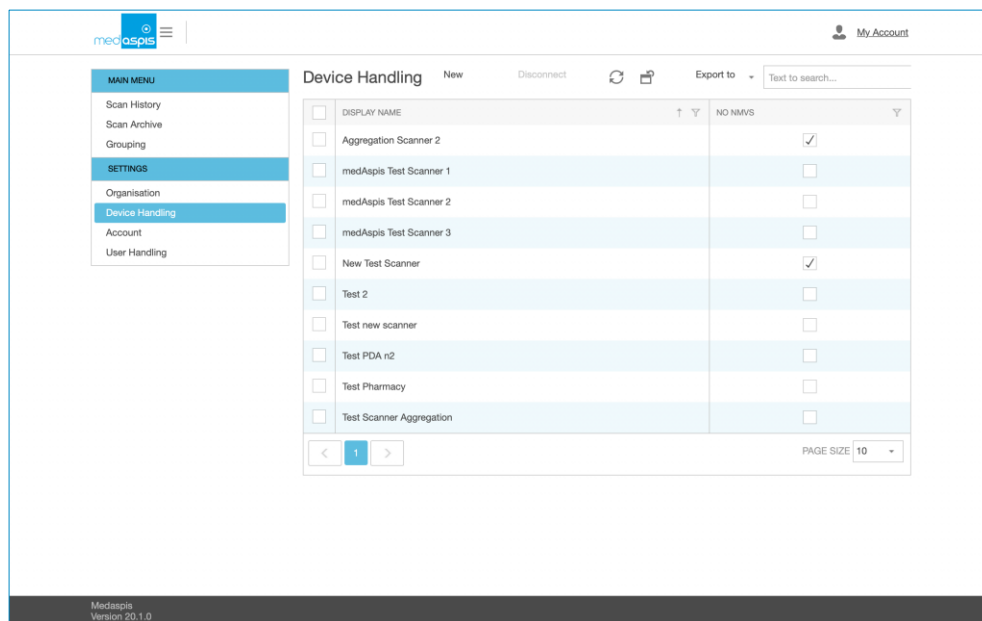 medaspis
My Account
MAIN MENU
Scan History
Scan Archive
Grouping
SETTINGS
Organisation
Device Handling
Account
User Handling
Device Handling New Disconnect Export to Text to search...
DISPLAY NAME NO NMVS
Aggregation Scanner 2
medAspis Test Scanner 1
medAspis Test Scanner 2
medAspis Test Scanner 3
New Test Scanner
Test 2
Test new scanner
Test PDA n2
Test Pharmacy
Test Scanner Aggregation
1 PAGE SIZE 10
Medaspis
Version 20.1.0